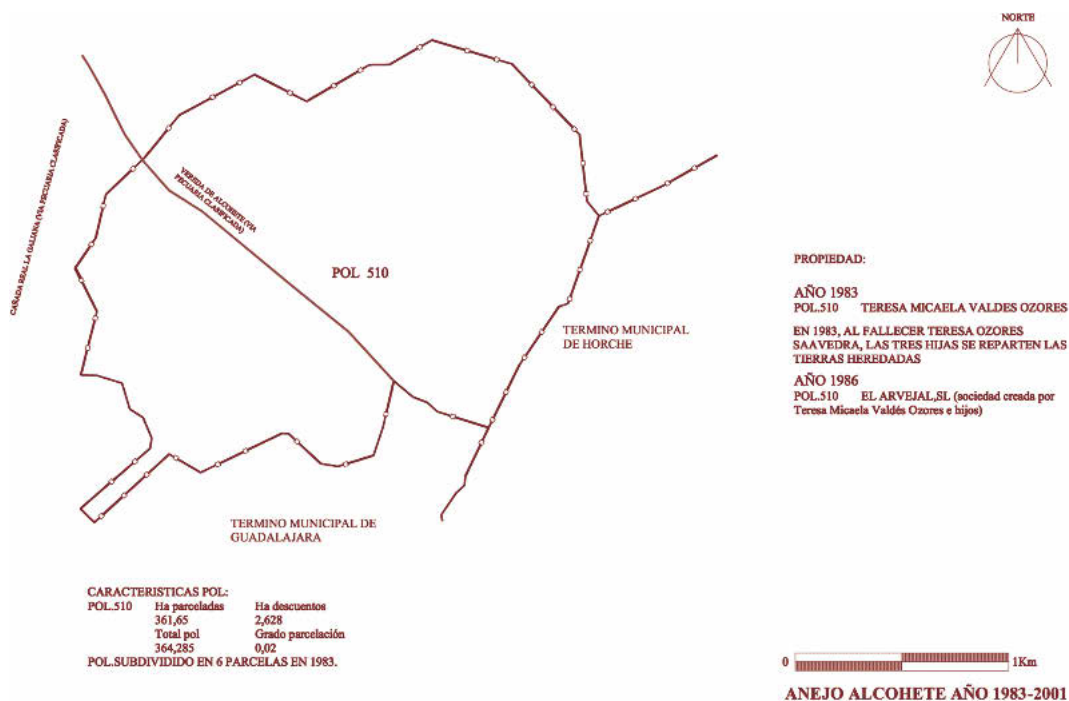 NORTE
CAÑADA REAL LA GALIANA (VIA PECUARIA CLASIFICADA)
VEREDA DE ALCOHETE (VIA
PECUARIA CLASIFICADA)
POL 510
TERMINO MUNICIPAL
DE HORCHE
TERMINO MUNICIPAL DE
GUADALAJARA
PROPIEDAD:
AÑO 1983
POL.510 TERESA MICAELA VALDES OZORES
EN 1983, AL FALLECER TERESA OZORES
SAAVEDRA, LAS TRES HIJAS SE REPARTEN LAS
TIERRAS HEREDADAS
AÑO 1986
POL.510 EL ARVEJAL,SL (sociedad creada por
Teresa Micaela Valdés Ozores e hijos)
CARACTERISTICAS POL:
POL.510 Ha parceladas Ha descuentos
361,65 2,628
Total pol Grado parcelación
364,285 0,02
POL.SUBDIVIDIDO EN 6 PARCELAS EN 1983.
0 1Km
ANEJO ALCOHETE AÑO 1983-2001